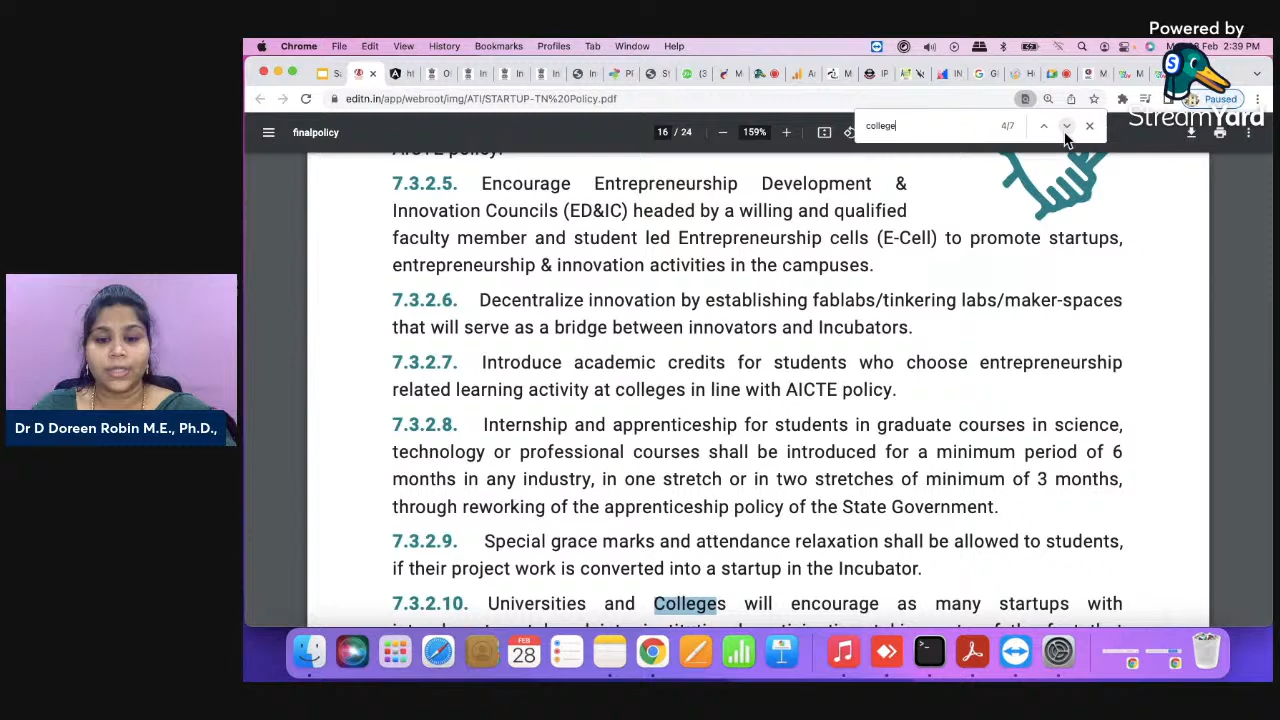 Powered by
StreamYard
Chrome File Edit View History Bookmarks Profiles Tab Window Help
Feb 2:39 PM
editn.in/app/webroot/img/ATI/STARTUP-TN%20Policy.pdf
Paused
college 4/7
finalpolicy 16 / 24 159%
AICTE policy.
7.3.2.5. Encourage Entrepreneurship Development &
Innovation Councils (ED&IC) headed by a willing and qualified
faculty member and student led Entrepreneurship cells (E-Cell) to promote startups,
entrepreneurship & innovation activities in the campuses.
7.3.2.6. Decentralize innovation by establishing fablabs/tinkering labs/maker-spaces
that will serve as a bridge between innovators and Incubators.
7.3.2.7. Introduce academic credits for students who choose entrepreneurship
related learning activity at colleges in line with AICTE policy.
7.3.2.8. Internship and apprenticeship for students in graduate courses in science,
technology or professional courses shall be introduced for a minimum period of 6
months in any industry, in one stretch or in two stretches of minimum of 3 months,
through reworking of the apprenticeship policy of the State Government.
7.3.2.9. Special grace marks and attendance relaxation shall be allowed to students,
if their project work is converted into a startup in the Incubator.
7.3.2.10. Universities and Colleges will encourage as many startups with
Dr D Doreen Robin M.E., Ph.D.,
FEB
28